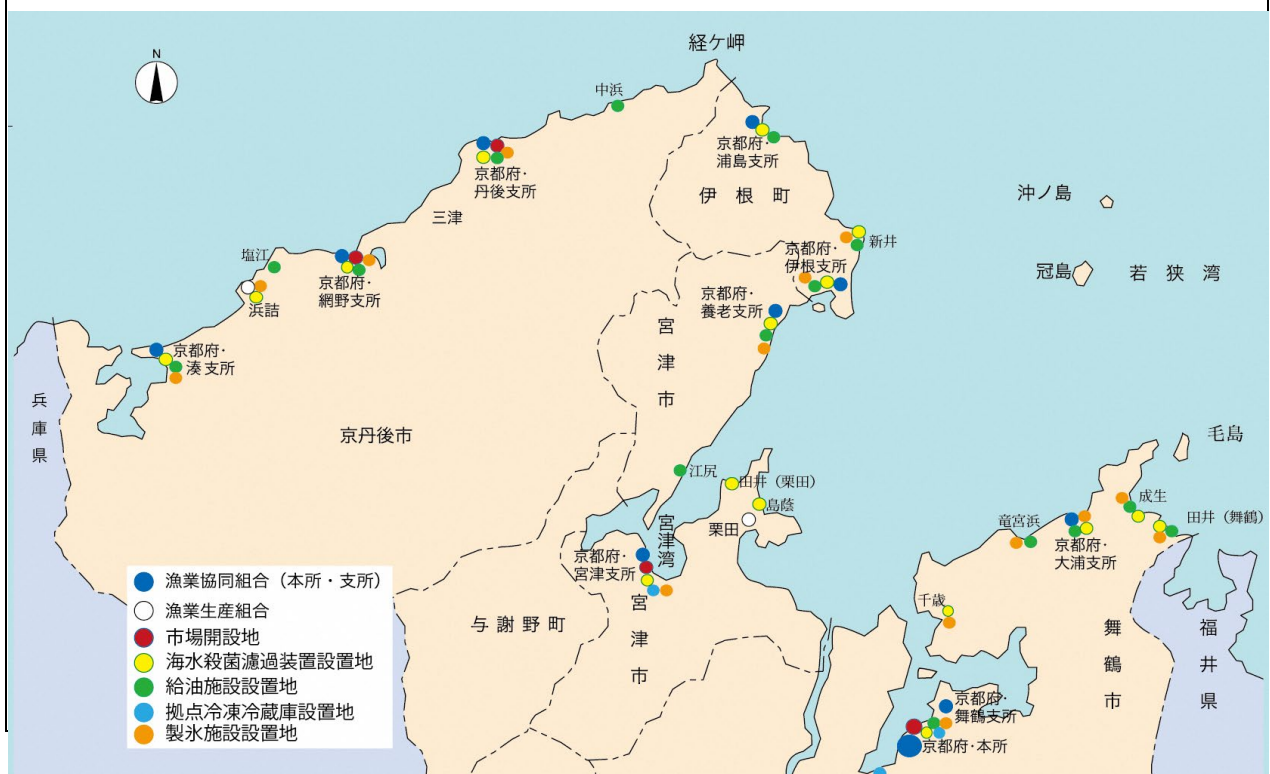 N
経ケ岬
中浜
京都府・
浦島支所
京都府・
丹後支所
伊根町
沖ノ島
三津
新井
塩江
京都府・
伊根支所
冠島
若狭湾
京都府・
網野支所
京都府・
養老支所
浜詰
宮津市
京都府・
湊支所
兵庫県
京丹後市
毛島
江尻
田井（栗田）
島蔭
成生
栗田
宮津湾
竜宮浜
田井（舞鶴）
京都府・
宮津支所
京都府・
大浦支所
千歳
与謝野町
宮津市
舞鶴市
福井県
漁業協同組合（本所・支所）
漁業生産組合
市場開設地
海水殺菌濾過装置設置地
給油施設設置地
拠点冷凍冷蔵庫設置地
製氷施設設置地
京都府・
舞鶴支所
京都府・本所